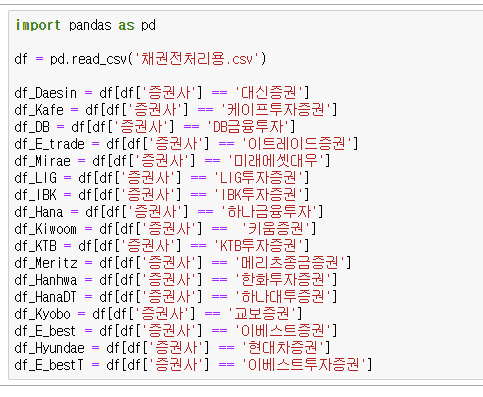 import pandas as pd
df = pd.read_csv('채권전처리용.csv')
df_Daesin = df[df['증권사'] == '대신증권']
df_Kafe = df[df['증권사'] == '케이프투자증권']
df_DB = df[df['증권사'] == 'DB금융투자']
df_E_trade = df[df['증권사'] == '이트레이드증권']
df_Mirae = df[df['증권사'] == '미래에셋대우']
df_LIG = df[df['증권사'] == 'LIG투자증권']
df_IBK = df[df['증권사'] == 'IBK투자증권']
df_Hana = df[df['증권사'] == '하나금융투자']
df_Kiwoom = df[df['증권사'] ==  '키움증권']
df_KTB = df[df['증권사'] == 'KTB투자증권']
df_Meritz = df[df['증권사'] == '메리츠종금증권']
df_Hanhwa = df[df['증권사'] == '한화투자증권']
df_HanaDT = df[df['증권사'] == '하나대투증권']
df_Kyobo = df[df['증권사'] == '교보증권']
df_E_best = df[df['증권사'] == '이베스트증권']
df_Hyundae = df[df['증권사'] == '현대차증권']
df_E_bestT = df[df['증권사'] == '이베스트투자증권']